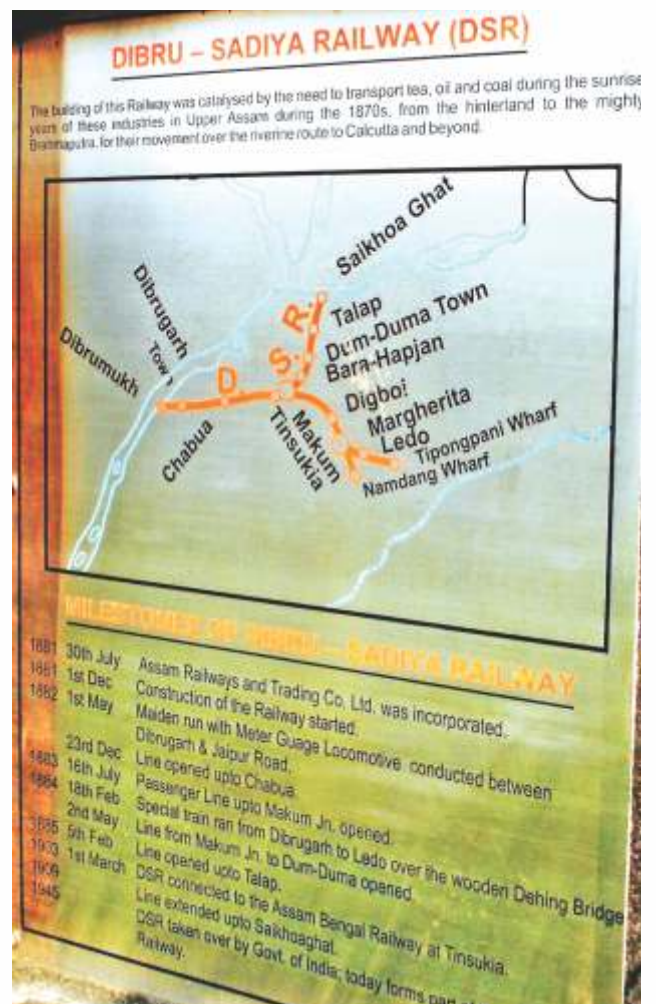 DIBRU – SADIYA RAILWAY (DSR)
The building of this Railway was catalysed by the need to transport tea, oil and coal during the sunrise
years of these industries in Upper Assam during the 1870s, from the hinterland to the mighty
Brahmaputra, for their movement over the riverine route to Calcutta and beyond.
Saikhoa Ghat
Dibrugarh
Town
Dibrumukh
D. S. R.
Talap
Dum-Duma Town
Bara-Hapjan
Digboi
Margherita
Ledo
Tipongpani Wharf
Namdang Wharf
Makum
Tinsukia
Chabua
MILESTONES OF DIBRU – SADIYA RAILWAY
1881 30th July Assam Railways and Trading Co. Ltd. was incorporated.
1881 1st Dec Construction of the Railway started.
1882 1st May Maiden run with Meter Guage Locomotive conducted between
Dibrugarh & Jaipur Road.
23rd Dec Line opened upto Chabua.
1883 16th July Passenger Line upto Makum Jn. opened.
1884 18th Feb Special train ran from Dibrugarh to Ledo over the wooden Dehing Bridge
2nd May Line from Makum Jn. to Dum-Duma opened
1885 5th Feb Line opened upto Talap.
1903 1st March DSR connected to the Assam Bengal Railway at Tinsukia.
1909 Line extended upto Saikhoaghat.
1945 DSR taken over by Govt. of India, today forms part
Railway.